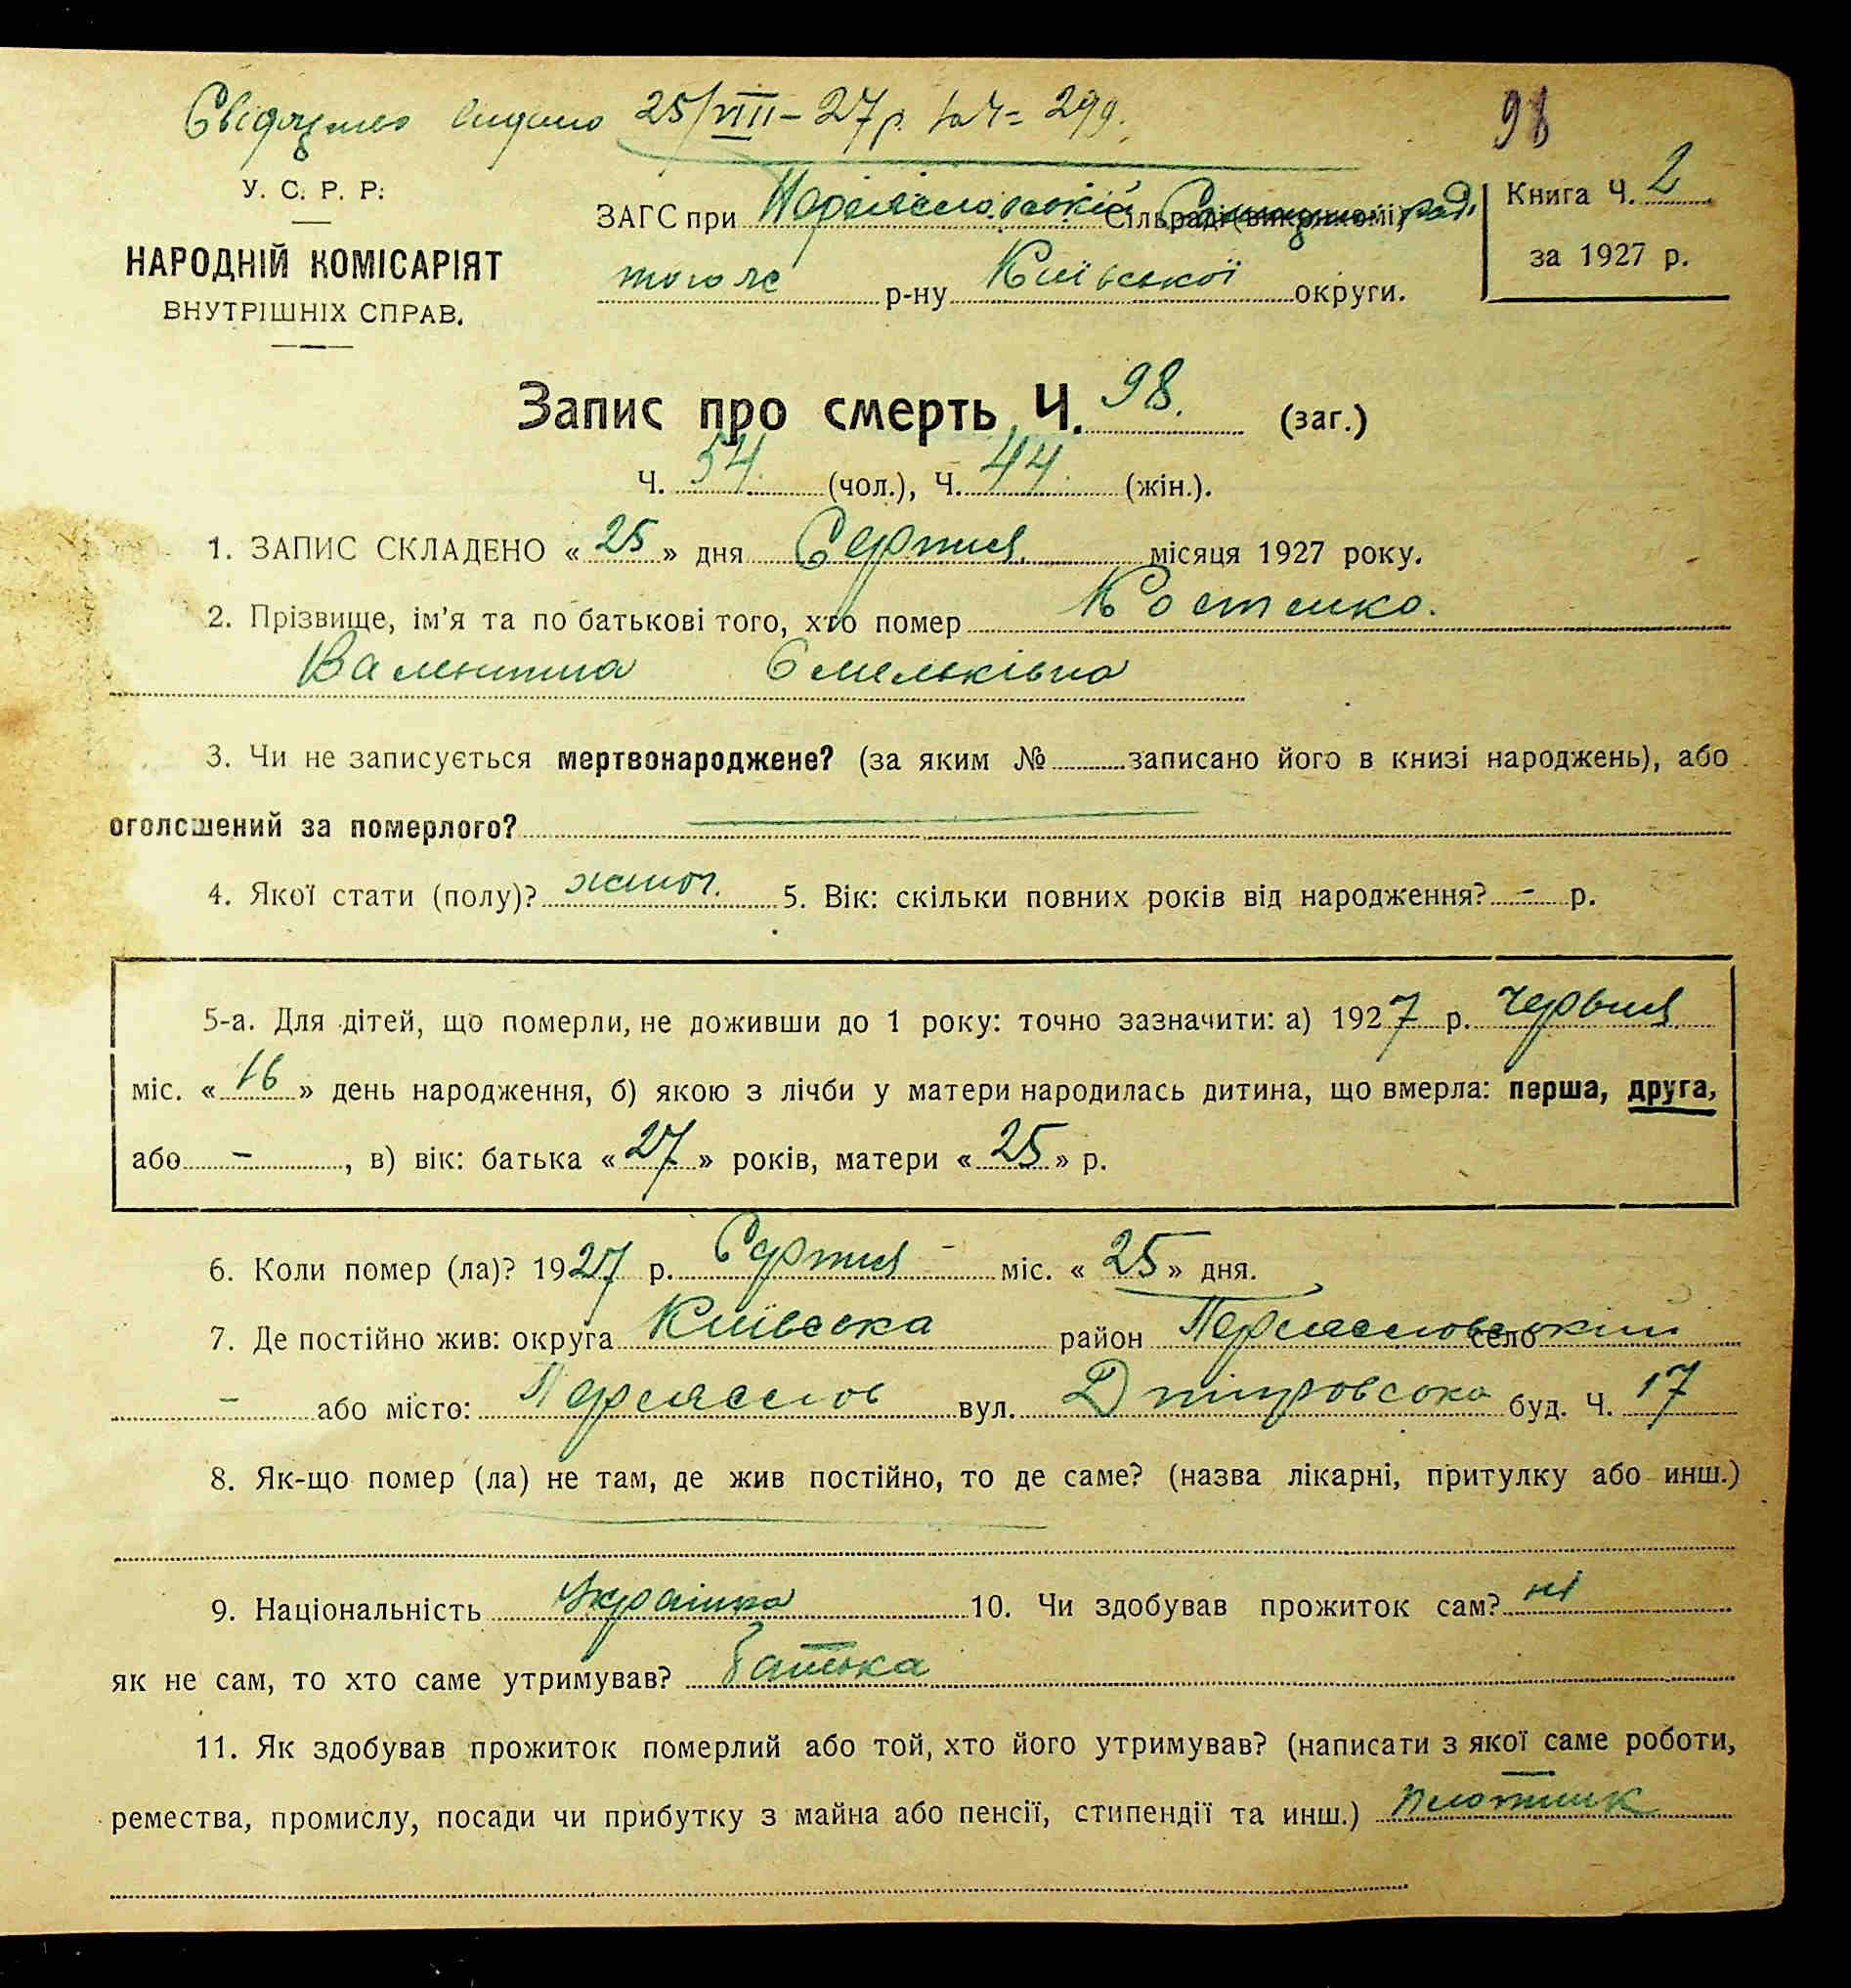 Свідоцтво видано 25/VIII – 27 р. за Ч = 299.
98
У. С. Р. Р.
НАРОДНІЙ КОМІСАРІЯТ
ВНУТРІШНІХ СПРАВ.
ЗАГС при Переяславській Сільраді (викономі) раді
того ж р-ну Київської округи.
Книга Ч. 2
за 1927 р.
Запис про смерть Ч. 98. (заг.)
Ч. 54. (чол.), Ч. 44. (жін.).
1. ЗАПИС СКЛАДЕНО « 25 » дня Серпня місяця 1927 року.
2. Прізвище, ім'я та по батькові того, хто помер Костенко.
Валентина Омельківна
3. Чи не записується мертвонароджене? (за яким № записано його в книзі народжень), або
оголошений за померлого?
4. Якої стати (полу)? жіноч. 5. Вік: скільки повних років від народження? – р.
5-а. Для дітей, що померли, не доживши до 1 року: точно зазначити: а) 1927 р. червня
міс. « 16 » день народження, б) якою з лічби у матери народилась дитина, що вмерла: перша, друга,
або – , в) вік: батька « 27 » років, матери « 25 » р.
6. Коли помер (ла)? 1927 р. Серпня – міс. « 25 » дня.
7. Де постійно жив: округа Київська район Переяславський село
– або місто: Переяслов вул. Дніпровська буд. Ч. 17
8. Як-що помер (ла) не там, де жив постійно, то де саме? (назва лікарні, притулку або инш.)
9. Національність Українка 10. Чи здобував прожиток сам? ні
як не сам, то хто саме утримував? батька
11. Як здобував прожиток померлий або той, хто його утримував? (написати з якої саме роботи,
ремества, промислу, посади чи прибутку з майна або пенсії, стипендії та инш.) плотник